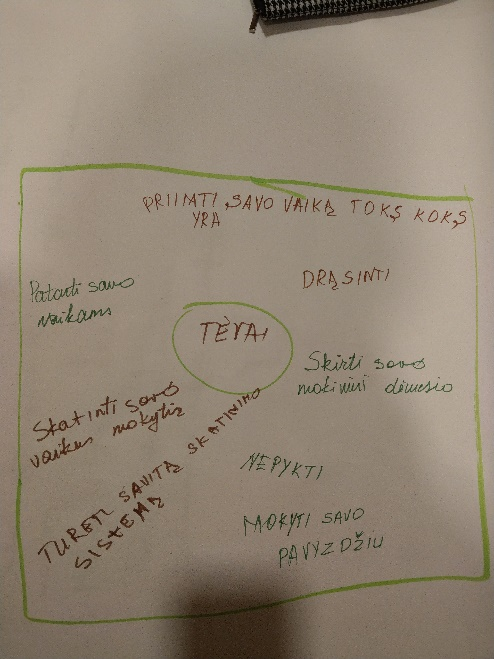 PRIIMTI SAVO VAIKĄ TOKĮ KOKS
YRA
DRĄSINTI
Patarti savo
vaikams
TĖVAI
Skirti savo
mokiniui dėmesio
Skatinti savo
vaikus mokytis
TURĖTI SAVITĄ SKATINIMO
SISTEMĄ
NEPYKTI
MOKYTI SAVO
PAVYZDŽIU